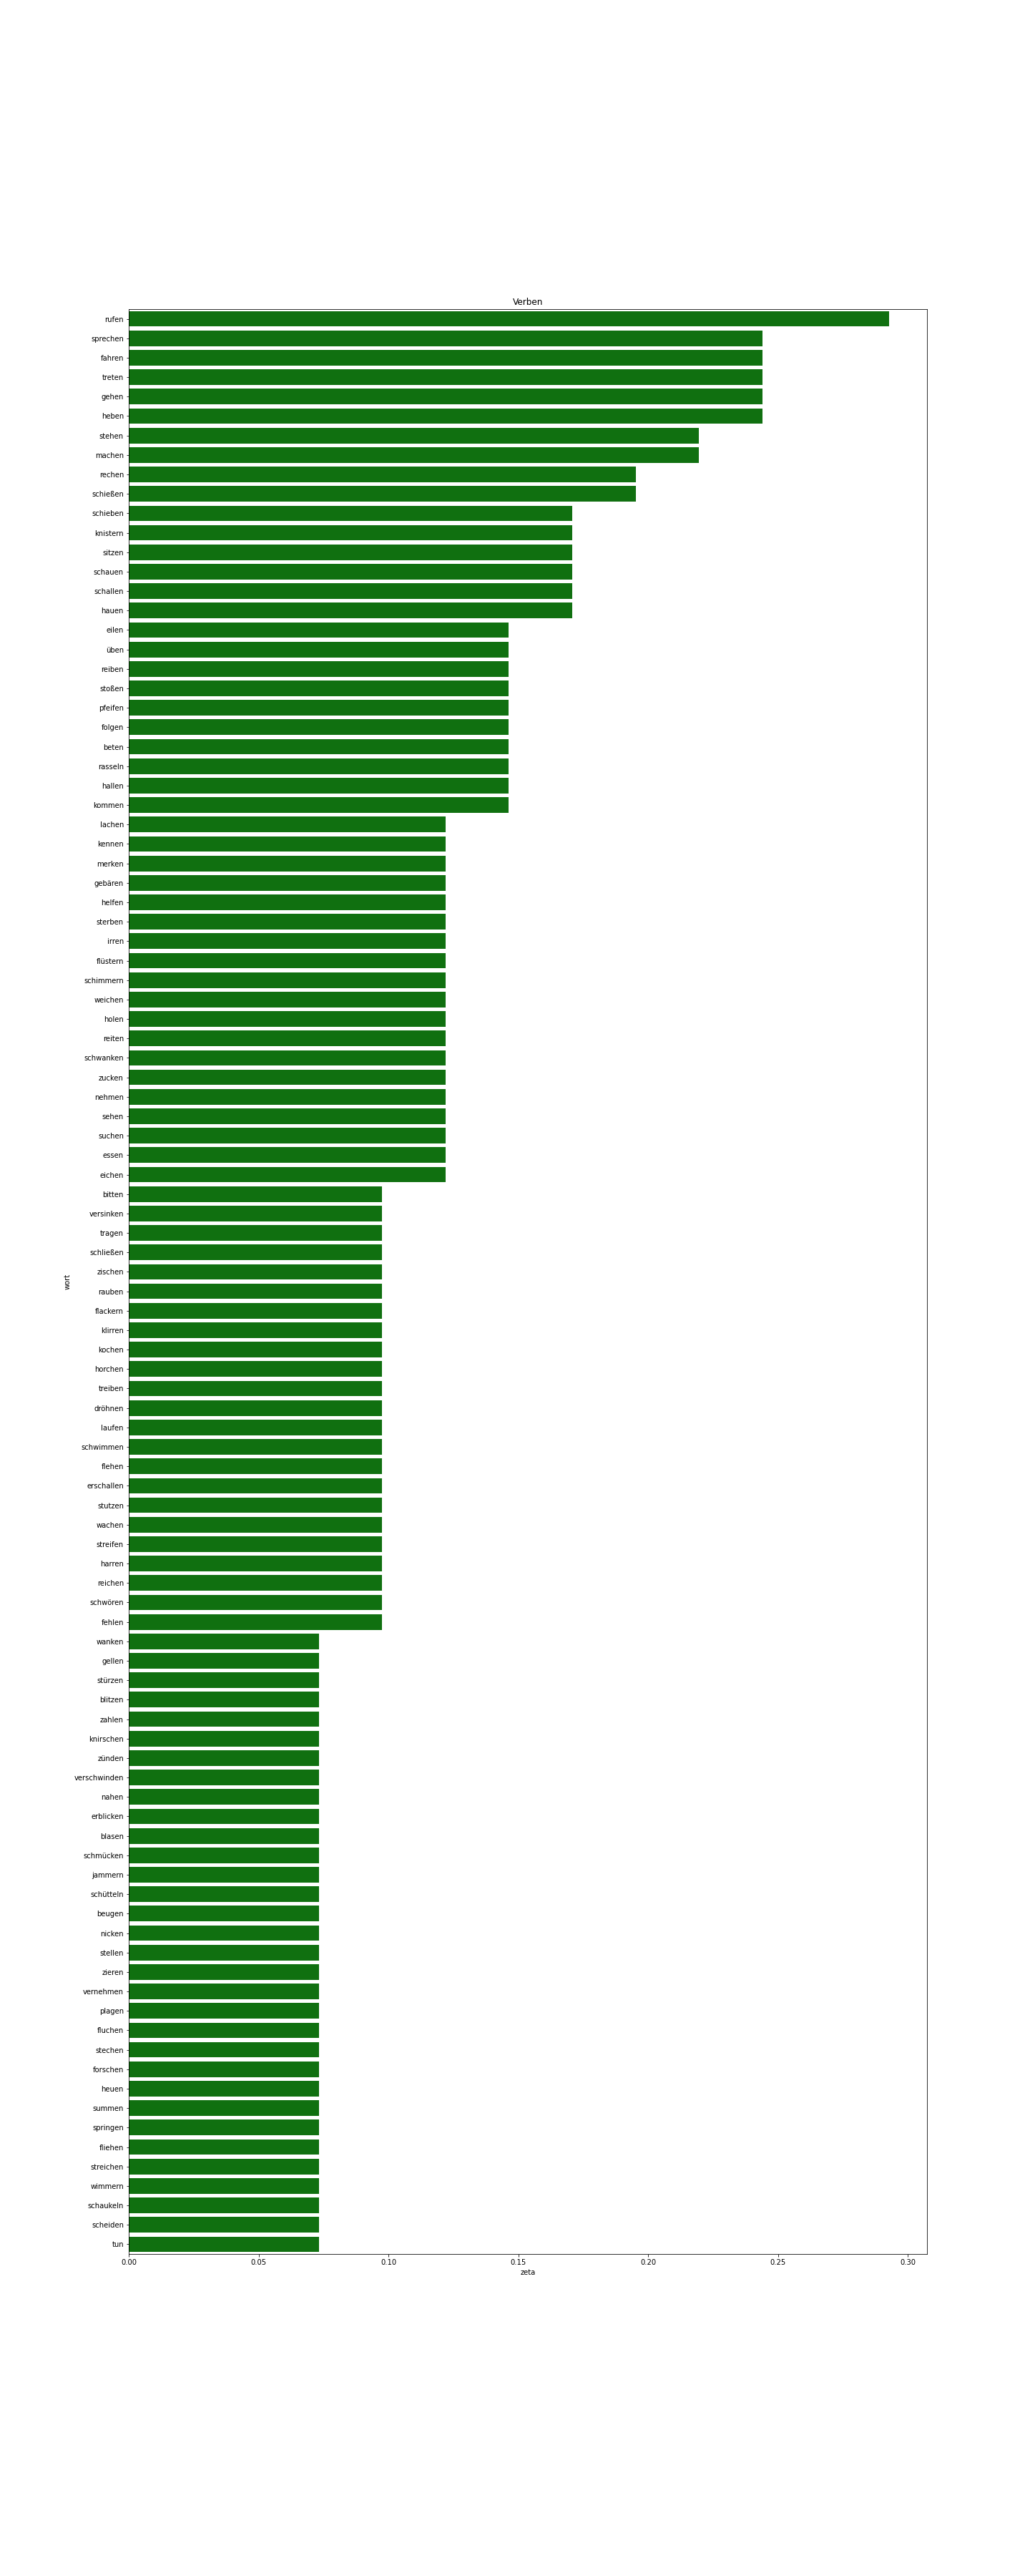 Verben
rufen
sprechen
fahren
treten
gehen
heben
stehen
machen
rechen
schießen
schieben
knistern
sitzen
schauen
schallen
hauen
eilen
üben
reiben
stoßen
pfeifen
folgen
beten
rasseln
hallen
kommen
lachen
kennen
merken
gebären
helfen
sterben
irren
flüstern
schimmern
weichen
holen
reiten
schwanken
zucken
nehmen
sehen
suchen
essen
eichen
bitten
versinken
tragen
schließen
zischen
wort
rauben
flackern
klirren
kochen
horchen
treiben
dröhnen
laufen
schwimmen
flehen
erschallen
stutzen
wachen
streifen
harren
reichen
schwören
fehlen
wanken
gellen
stürzen
blitzen
zahlen
knirschen
zünden
verschwinden
nahen
erblicken
blasen
schmücken
jammern
schütteln
beugen
nicken
stellen
zieren
vernehmen
plagen
fluchen
stechen
forschen
heuen
summen
springen
fliehen
streichen
wimmern
schaukeln
scheiden
tun
0.00 0.05 0.10 0.15 0.20 0.25 0.30
zeta